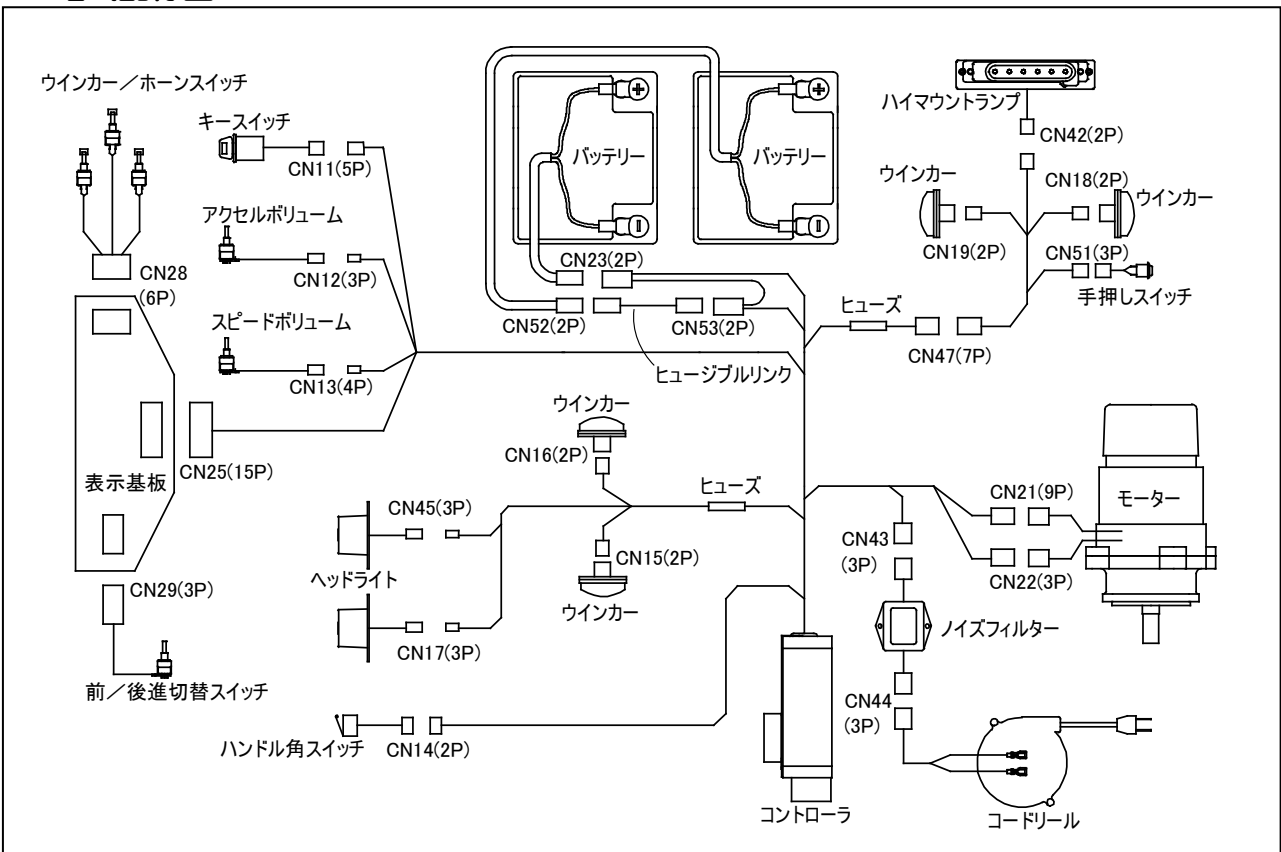 ウインカー／ホーンスイッチ
キースイッチ
CN11(5P)
アクセルボリューム
CN12(3P)
CN28
(6P)
スピードボリューム
CN13(4P)
CN25(15P)
表示基板
CN29(3P)
前／後進切替スイッチ
バッテリー
バッテリー
CN23(2P)
CN52(2P)
CN53(2P)
ヒュージブルリンク
ハイマウントランプ
CN42(2P)
ウインカー
CN18(2P)
ウインカー
CN19(2P)
CN51(3P)
手押しスイッチ
ヒューズ
CN47(7P)
ウインカー
CN16(2P)
ヒューズ
CN45(3P)
CN15(2P)
ウインカー
ヘッドライト
CN17(3P)
ハンドル角スイッチ
CN14(2P)
コントローラ
CN21(9P)
モーター
CN43
(3P)
CN22(3P)
ノイズフィルター
CN44
(3P)
コードリール